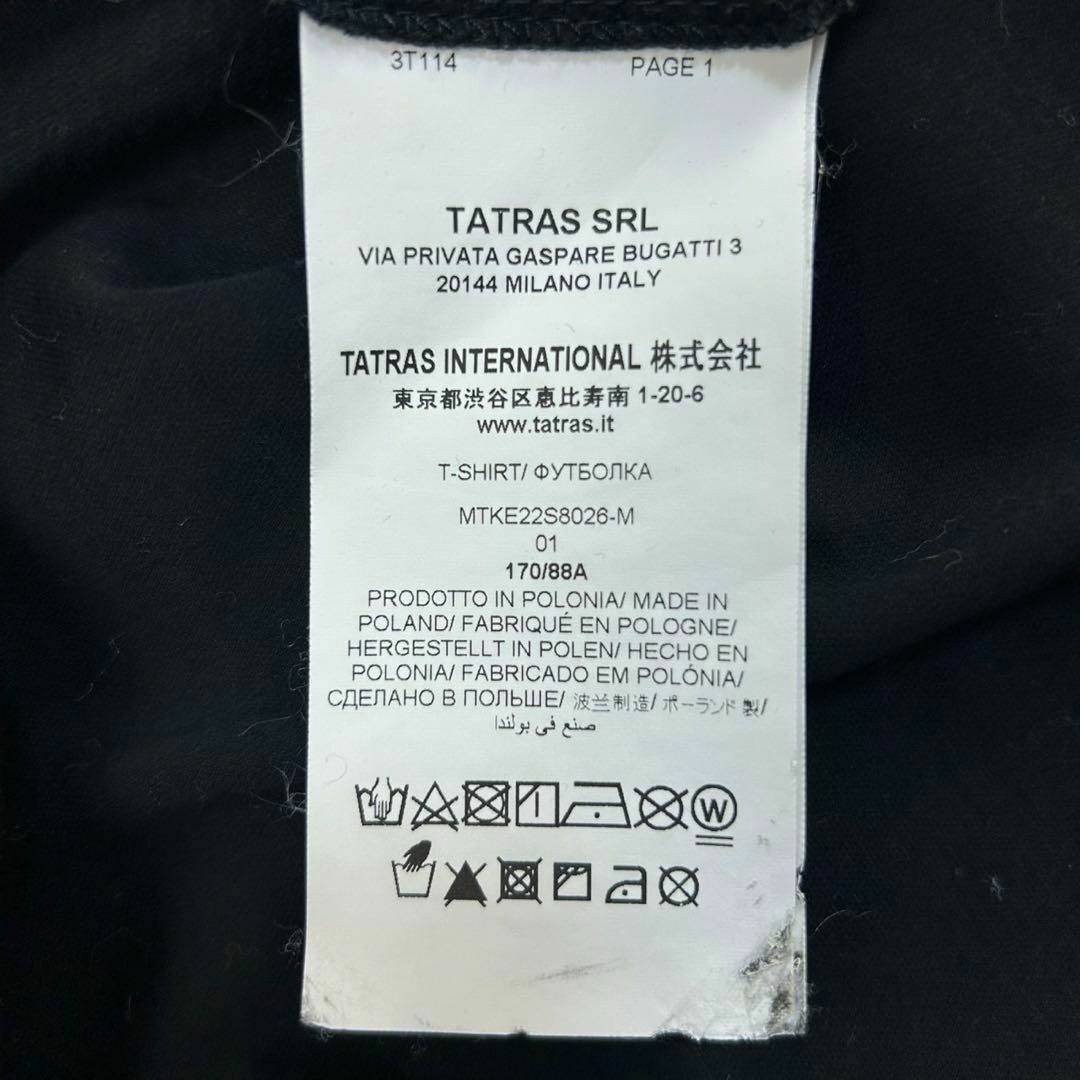 3T114 PAGE 1
TATRAS SRL
VIA PRIVATA GASPARE BUGATTI 3
20144 MILANO ITALY
TATRAS INTERNATIONAL 株式会社
東京都渋谷区恵比寿南 1-20-6
www.tatras.it
T-SHIRT/ ФУТБОЛКА
MTKE22S8026-M
01
170/88A
PRODOTTO IN POLONIA/ MADE IN
POLAND/ FABRIQUÉ EN POLOGNE/
HERGESTELLT IN POLEN/ HECHO EN
POLONIA/ FABRICADO EM POLÓNIA/
СДЕЛАНО В ПОЛЬШЕ/ 波兰制造/ ポーランド製/
صنع في بولندا
W